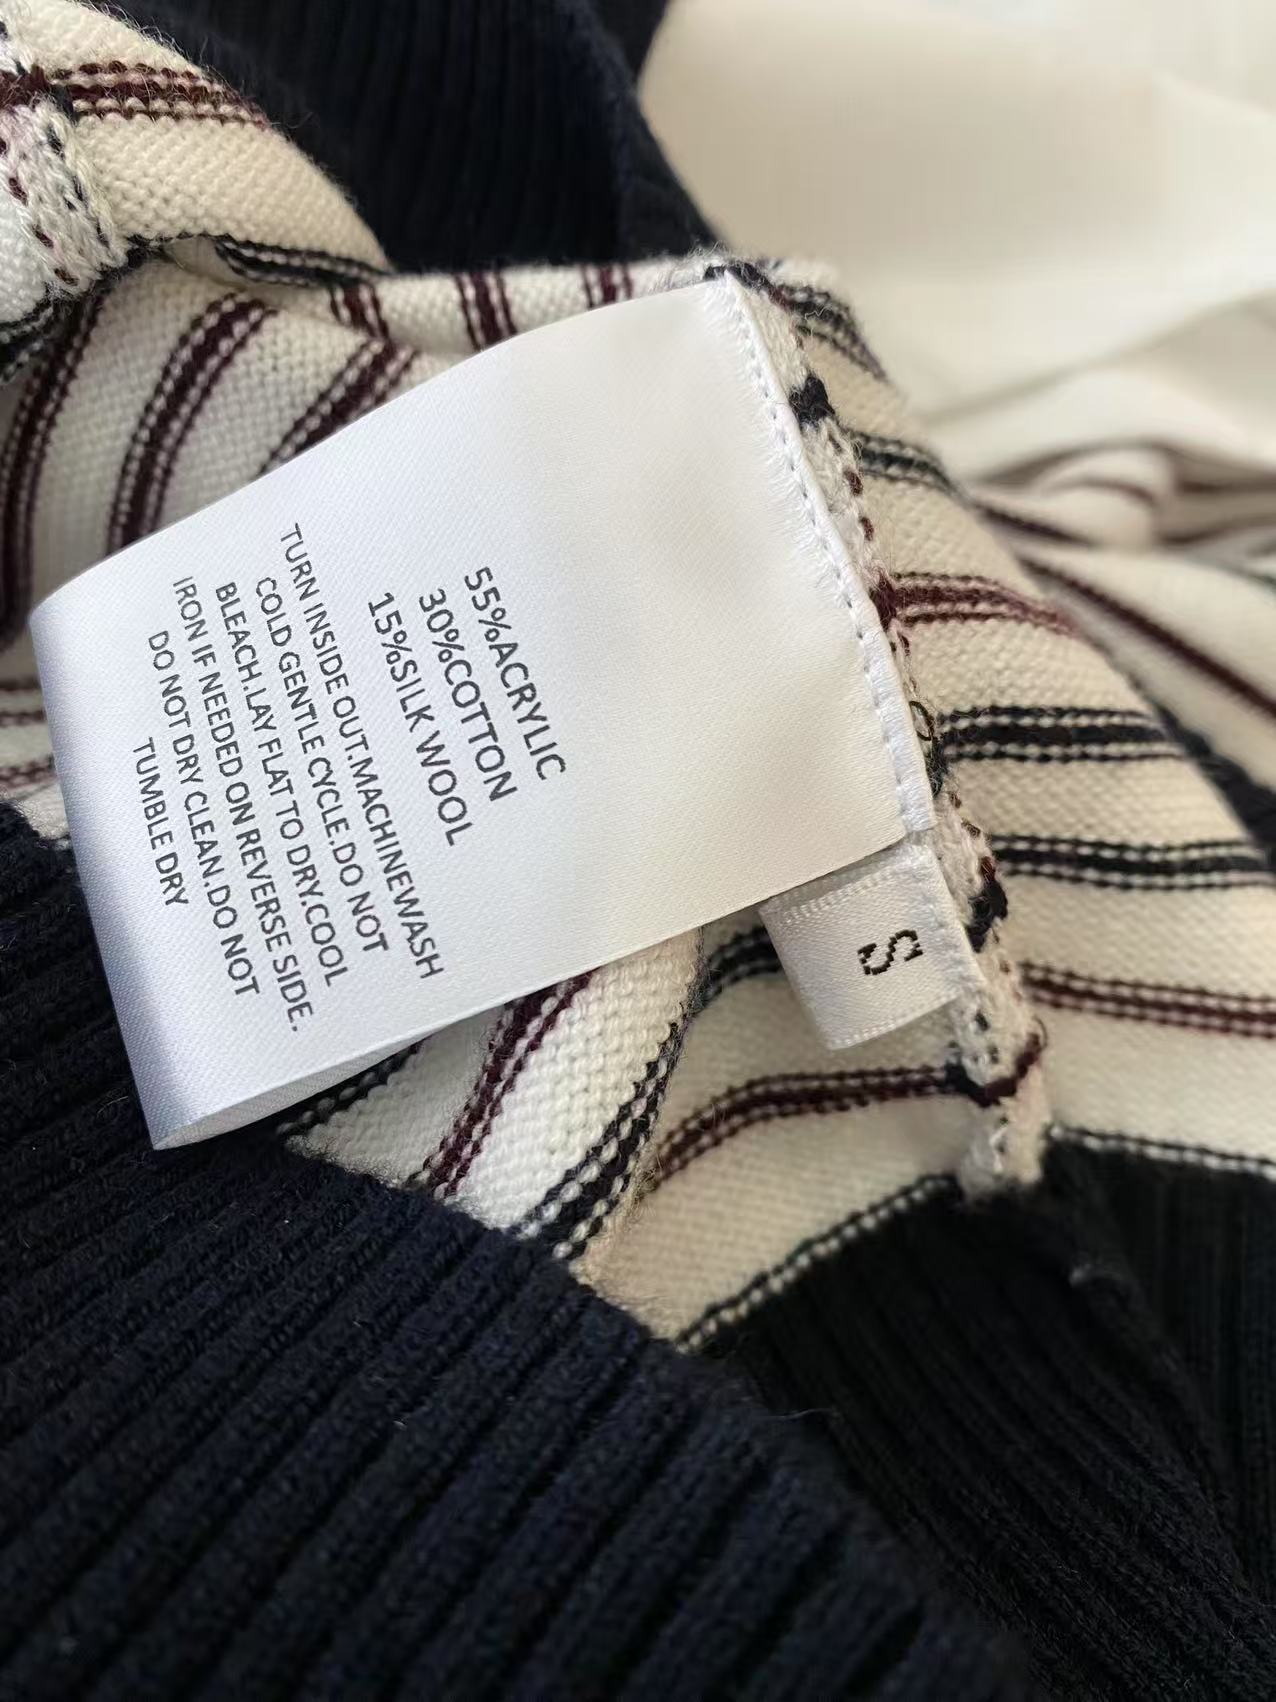 55%ACRYLIC
30%COTTON
15%SILK WOOL
TURN INSIDE OUT.MACHINEWASH
COLD GENTLE CYCLE.DO NOT
BLEACH.LAY FLAT TO DRY.COOL
IRON IF NEEDED ON REVERSE SIDE.
DO NOT DRY CLEAN.DO NOT
TUMBLE DRY
S